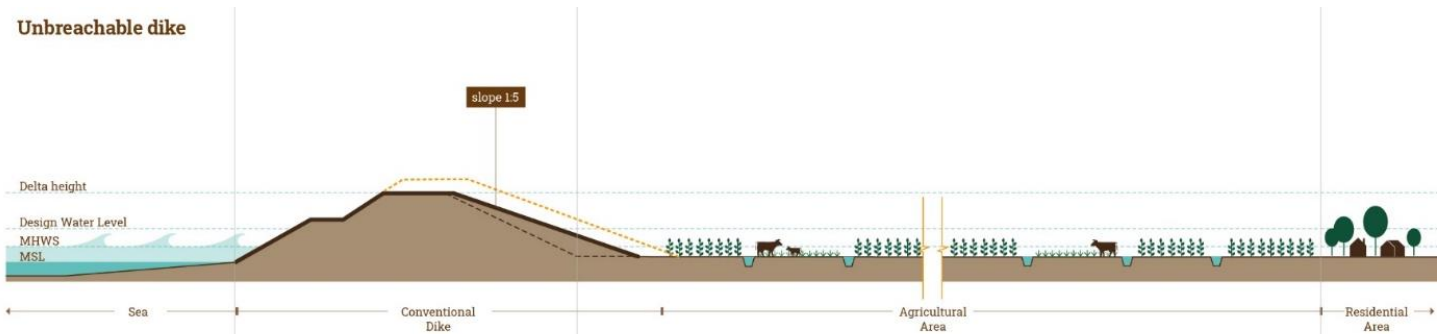 Unbreachable dike
slope 1:5
Delta height
Design Water Level
MHWS
MSL
Sea
Conventional
Dike
Agricultural
Area
Residential
Area